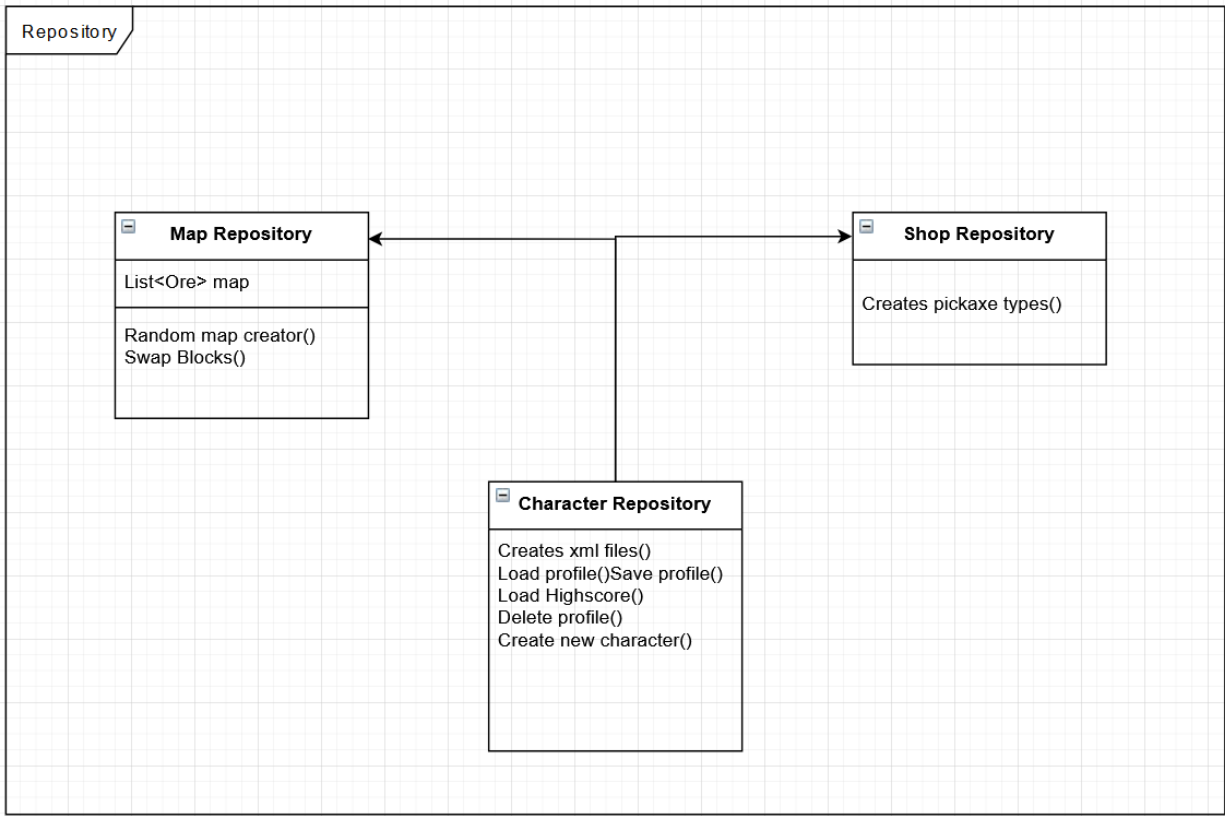 Repository
Map Repository
List<Ore> map
Random map creator()
Swap Blocks()
Shop Repository
Creates pickaxe types()
Character Repository
Creates xml files()
Load profile()Save profile()
Load Highscore()
Delete profile()
Create new character()